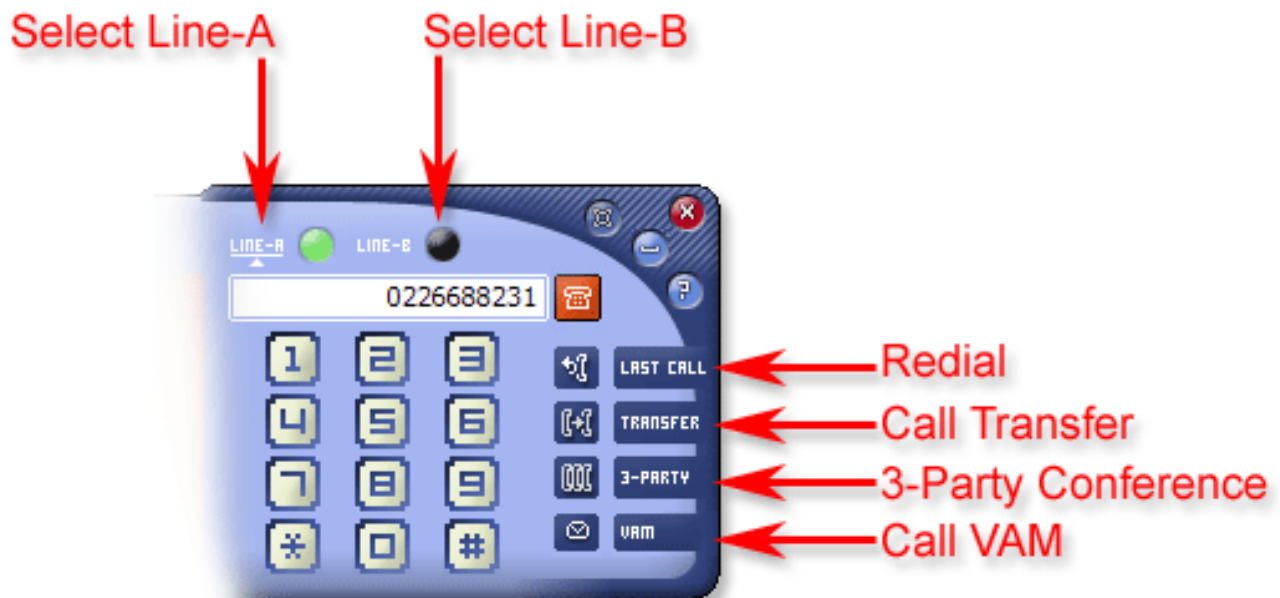 Select Line-A Select Line-B
LINE-A LINE-B
0226688231
?
1 2 3
LAST CALL
Redial
4 5 6
TRANSFER
Call Transfer
7 8 9
3-PARTY
3-Party Conference
* 0 #
VAM
Call VAM